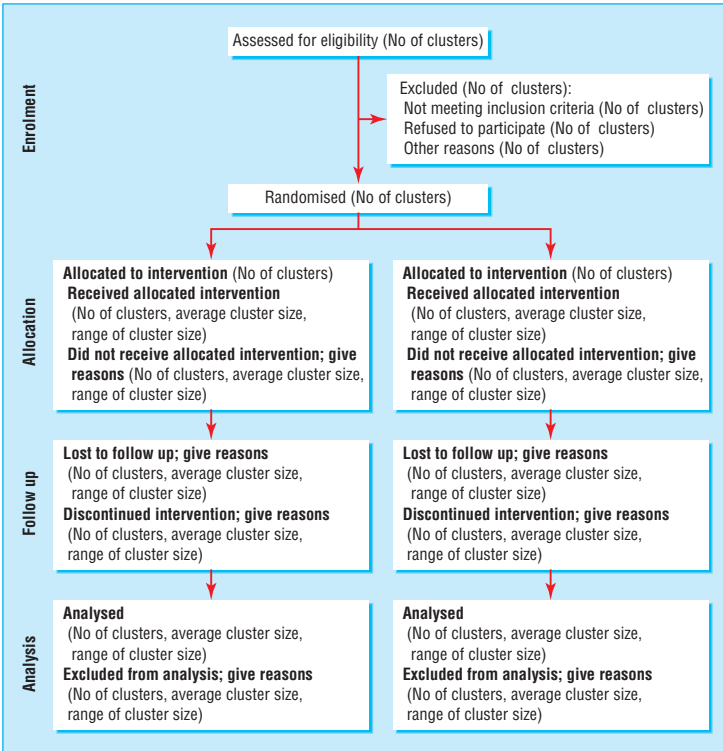 Enrolment
Assessed for eligibility (No of clusters)
Excluded (No of clusters):
Not meeting inclusion criteria (No of clusters)
Refused to participate (No of clusters)
Other reasons (No of clusters)
Randomised (No of clusters)
Allocation
Allocated to intervention (No of clusters)
Received allocated intervention
(No of clusters, average cluster size,
range of cluster size)
Did not receive allocated intervention; give
reasons (No of clusters, average cluster size,
range of cluster size)
Allocated to intervention (No of clusters)
Received allocated intervention
(No of clusters, average cluster size,
range of cluster size)
Did not receive allocated intervention; give
reasons (No of clusters, average cluster size,
range of cluster size)
Follow up
Lost to follow up; give reasons
(No of clusters, average cluster size,
range of cluster size)
Discontinued intervention; give reasons
(No of clusters, average cluster size,
range of cluster size)
Lost to follow up; give reasons
(No of clusters, average cluster size,
range of cluster size)
Discontinued intervention; give reasons
(No of clusters, average cluster size,
range of cluster size)
Analysis
Analysed
(No of clusters, average cluster size,
range of cluster size)
Excluded from analysis; give reasons
(No of clusters, average cluster size,
range of cluster size)
Analysed
(No of clusters, average cluster size,
range of cluster size)
Excluded from analysis; give reasons
(No of clusters, average cluster size,
range of cluster size)